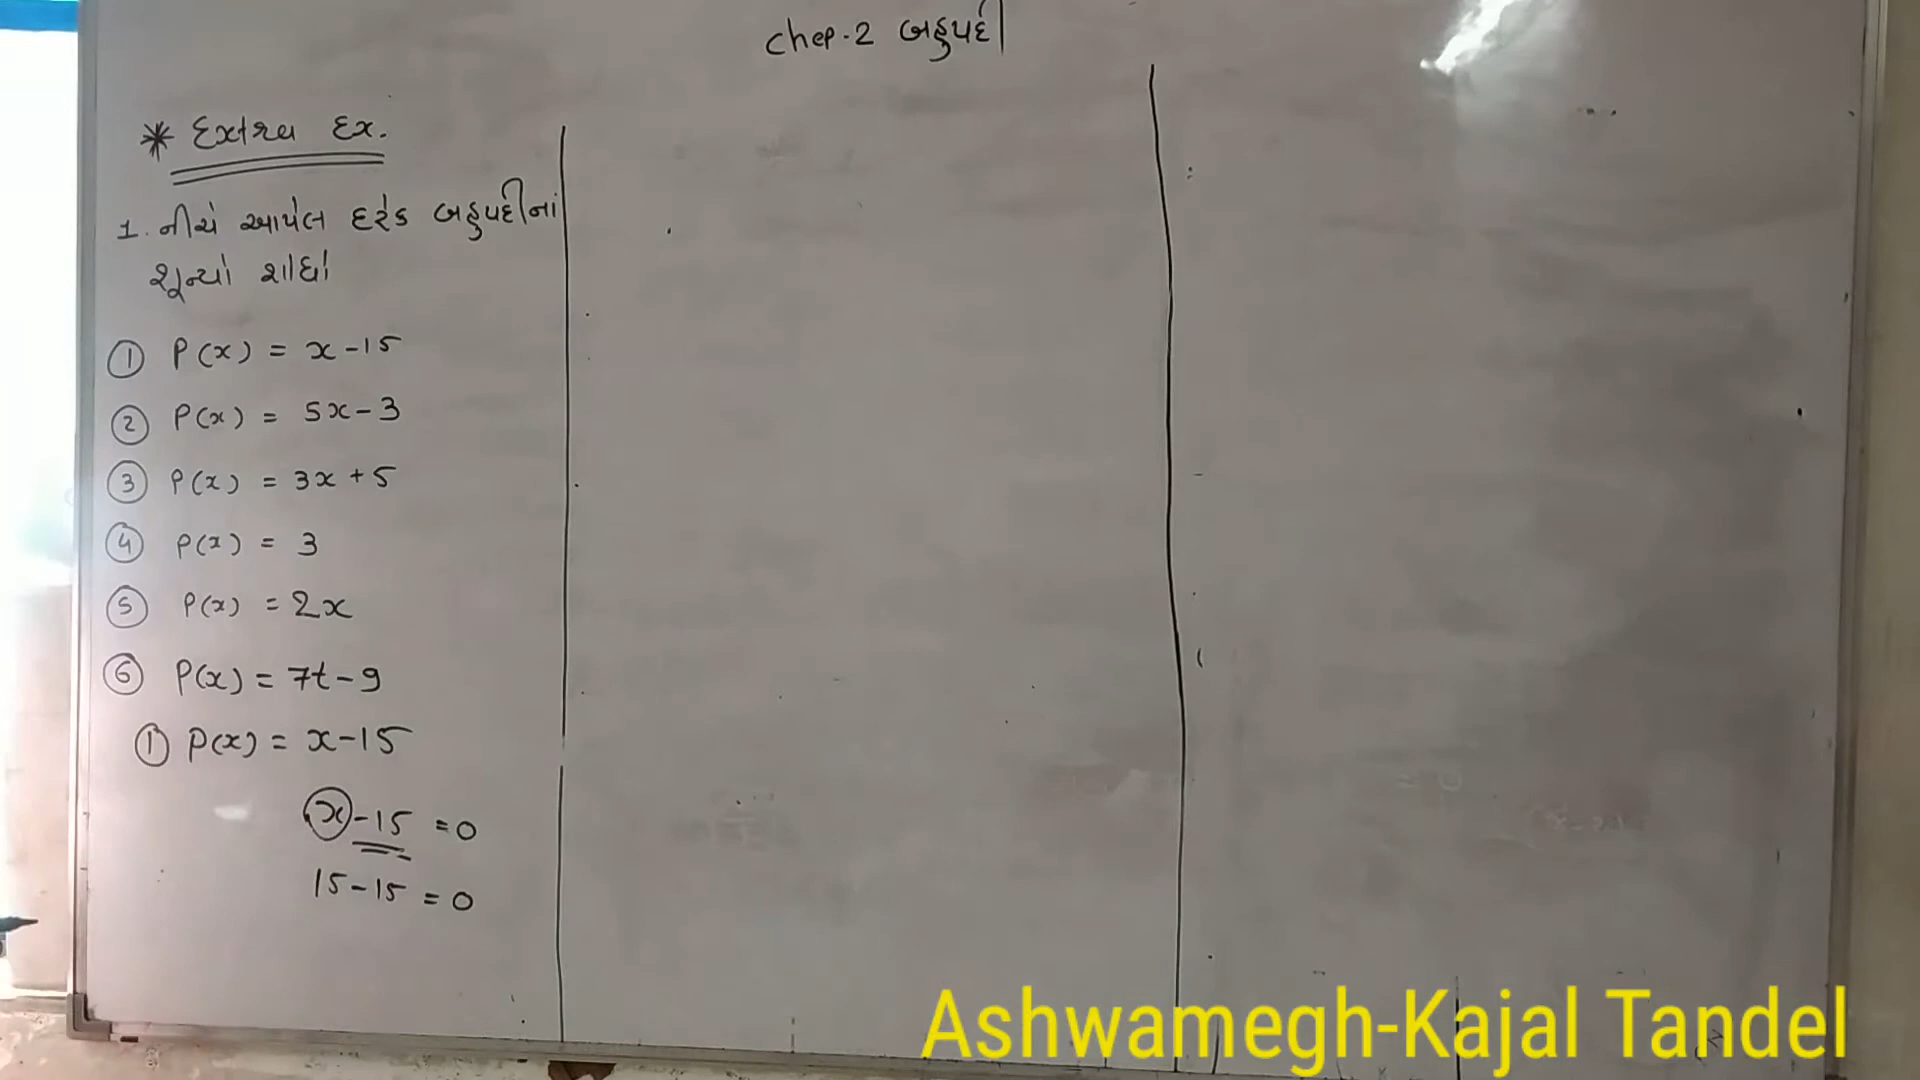 Chep.2 બહુપદી
* Extra Ex.
1. નીચે આપેલ દરેક બહુપદીનાં
શૂન્યો શોધો
① P(x) = x-15
② P(x) = 5x-3
③ P(x) = 3x+5
④ P(x) = 3
⑤ P(x) = 2x
⑥ P(x) = 7t-9
① P(x) = x-15
x-15 = 0
15-15 = 0
Ashwamegh-Kajal Tandel